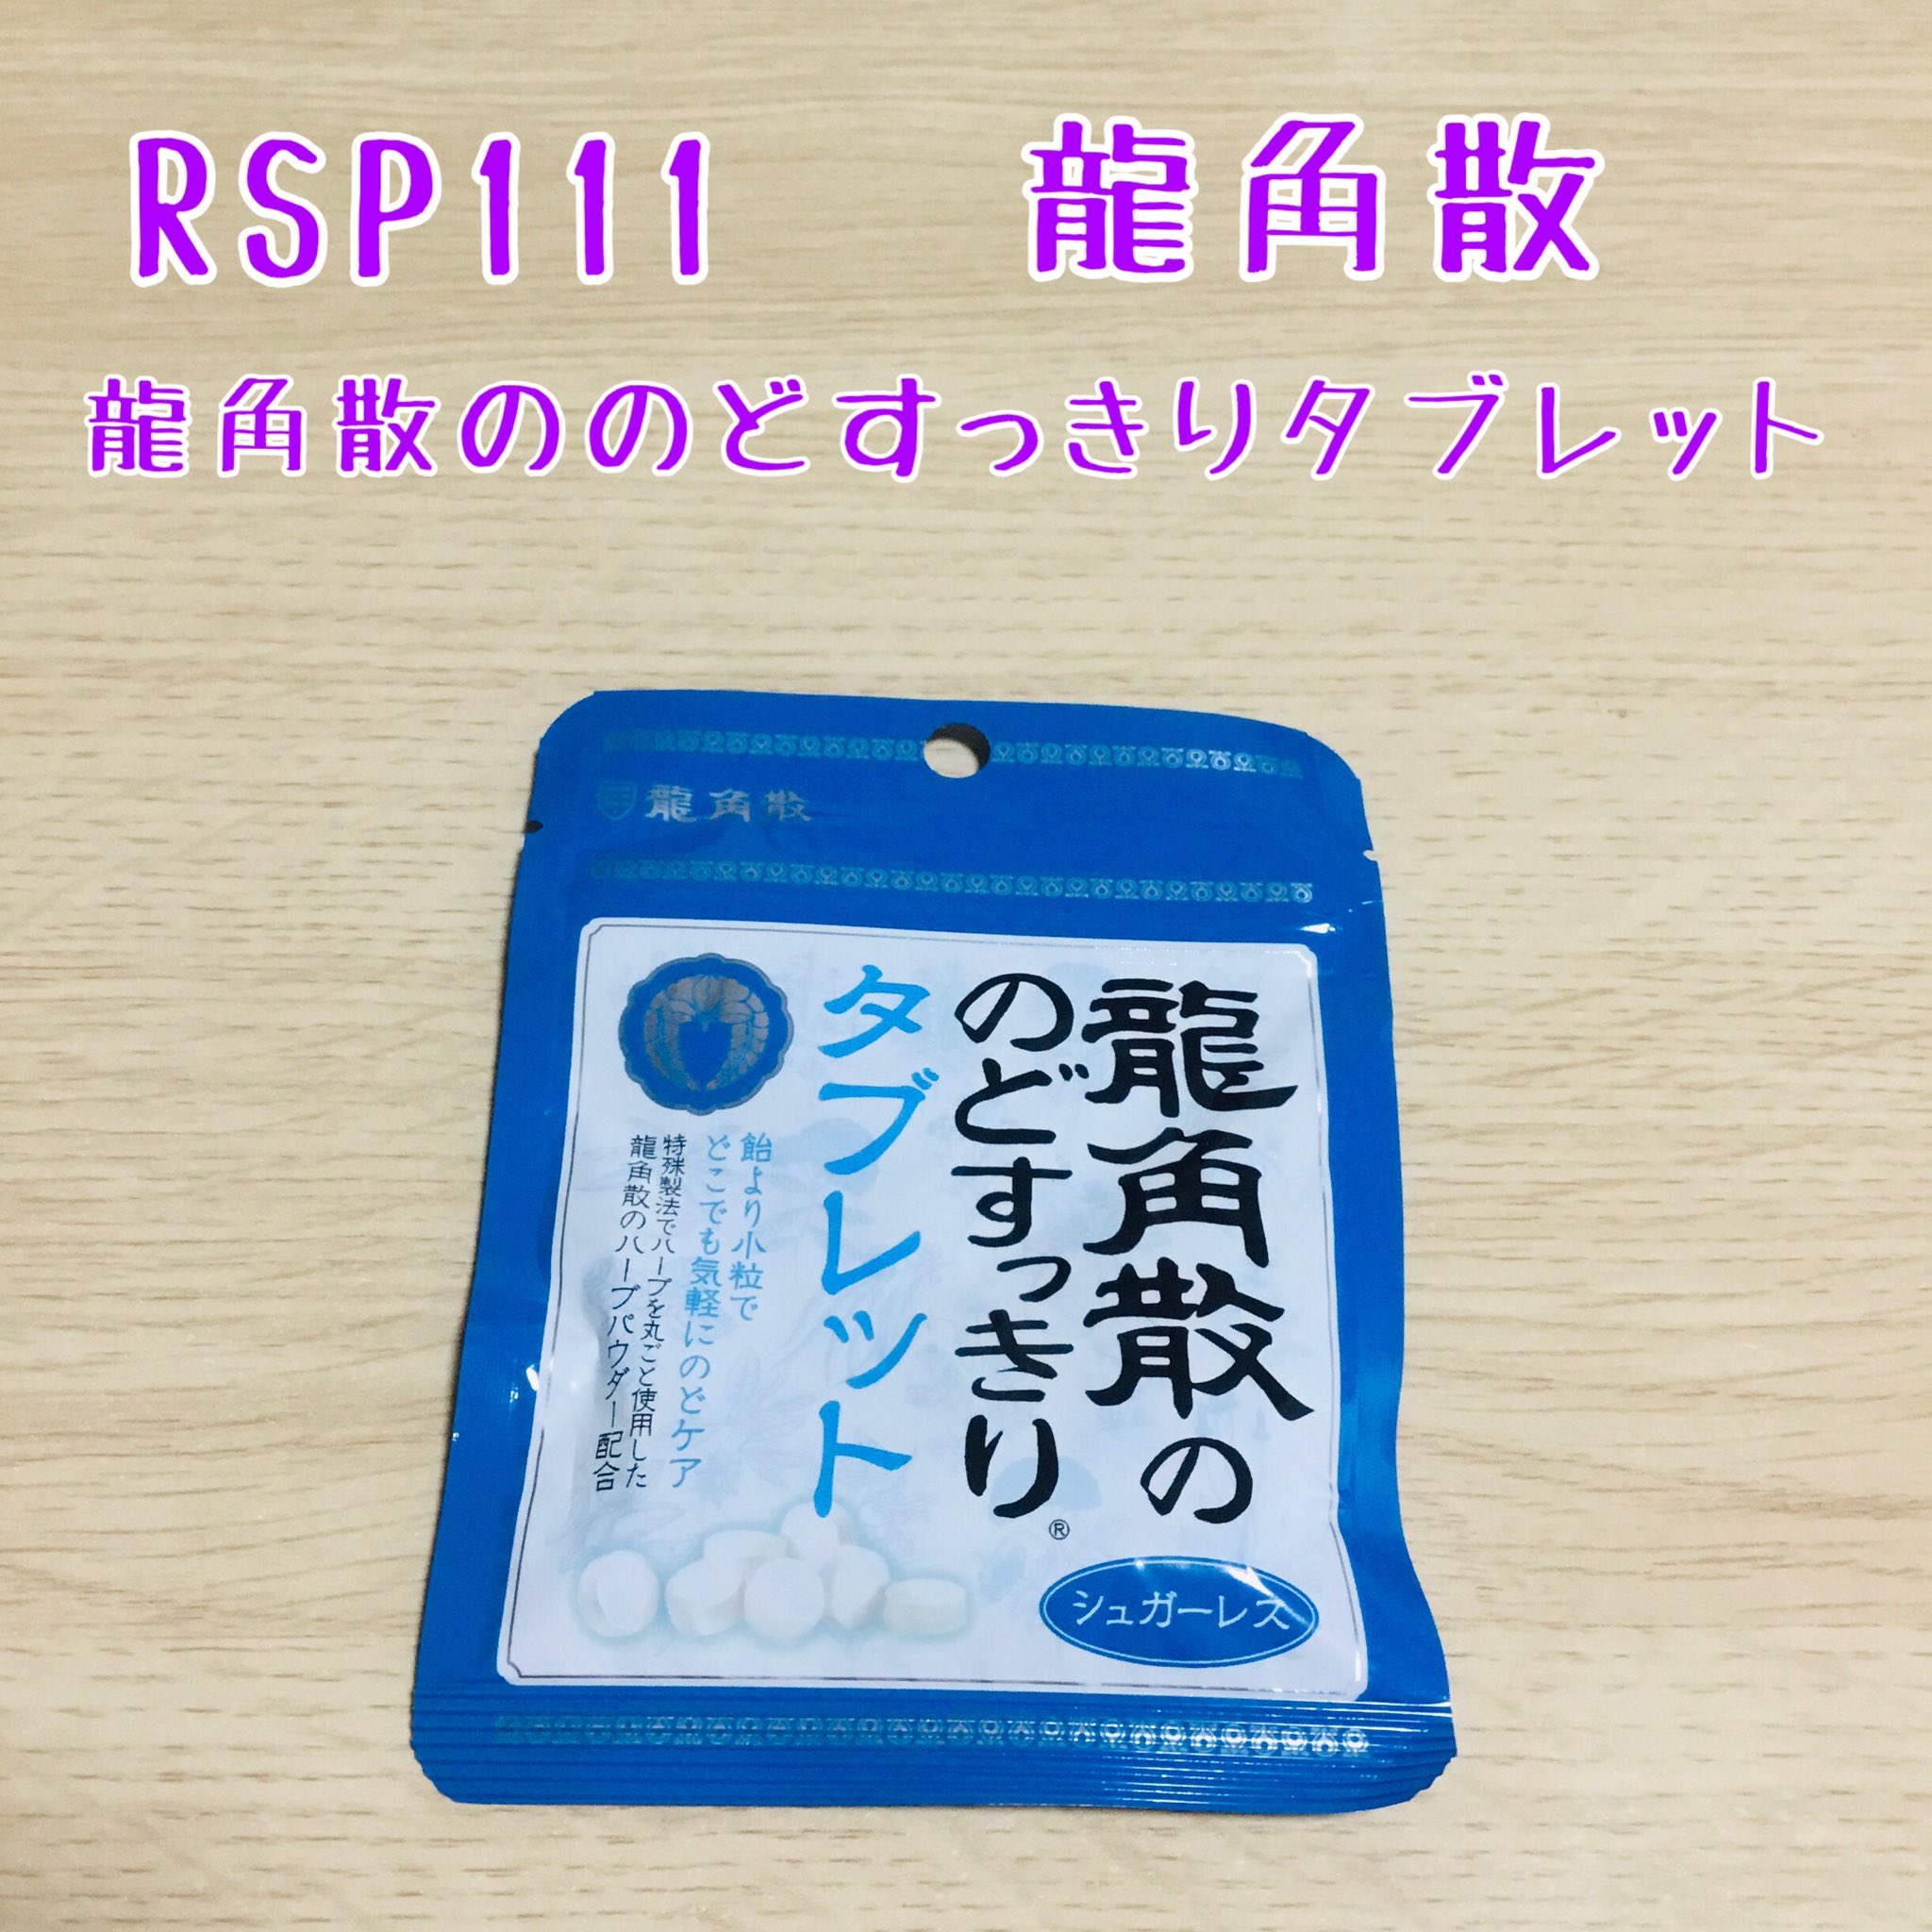 RSP111 龍角散
龍角散ののどすっきりタブレット
龍角散
龍角散の
のどすっきり®
タブレット
飴より小粒で
どこでも気軽にのどケア
特殊製法でハーブを丸ごと使用した
龍角散のハーブパウダー配合
シュガーレス